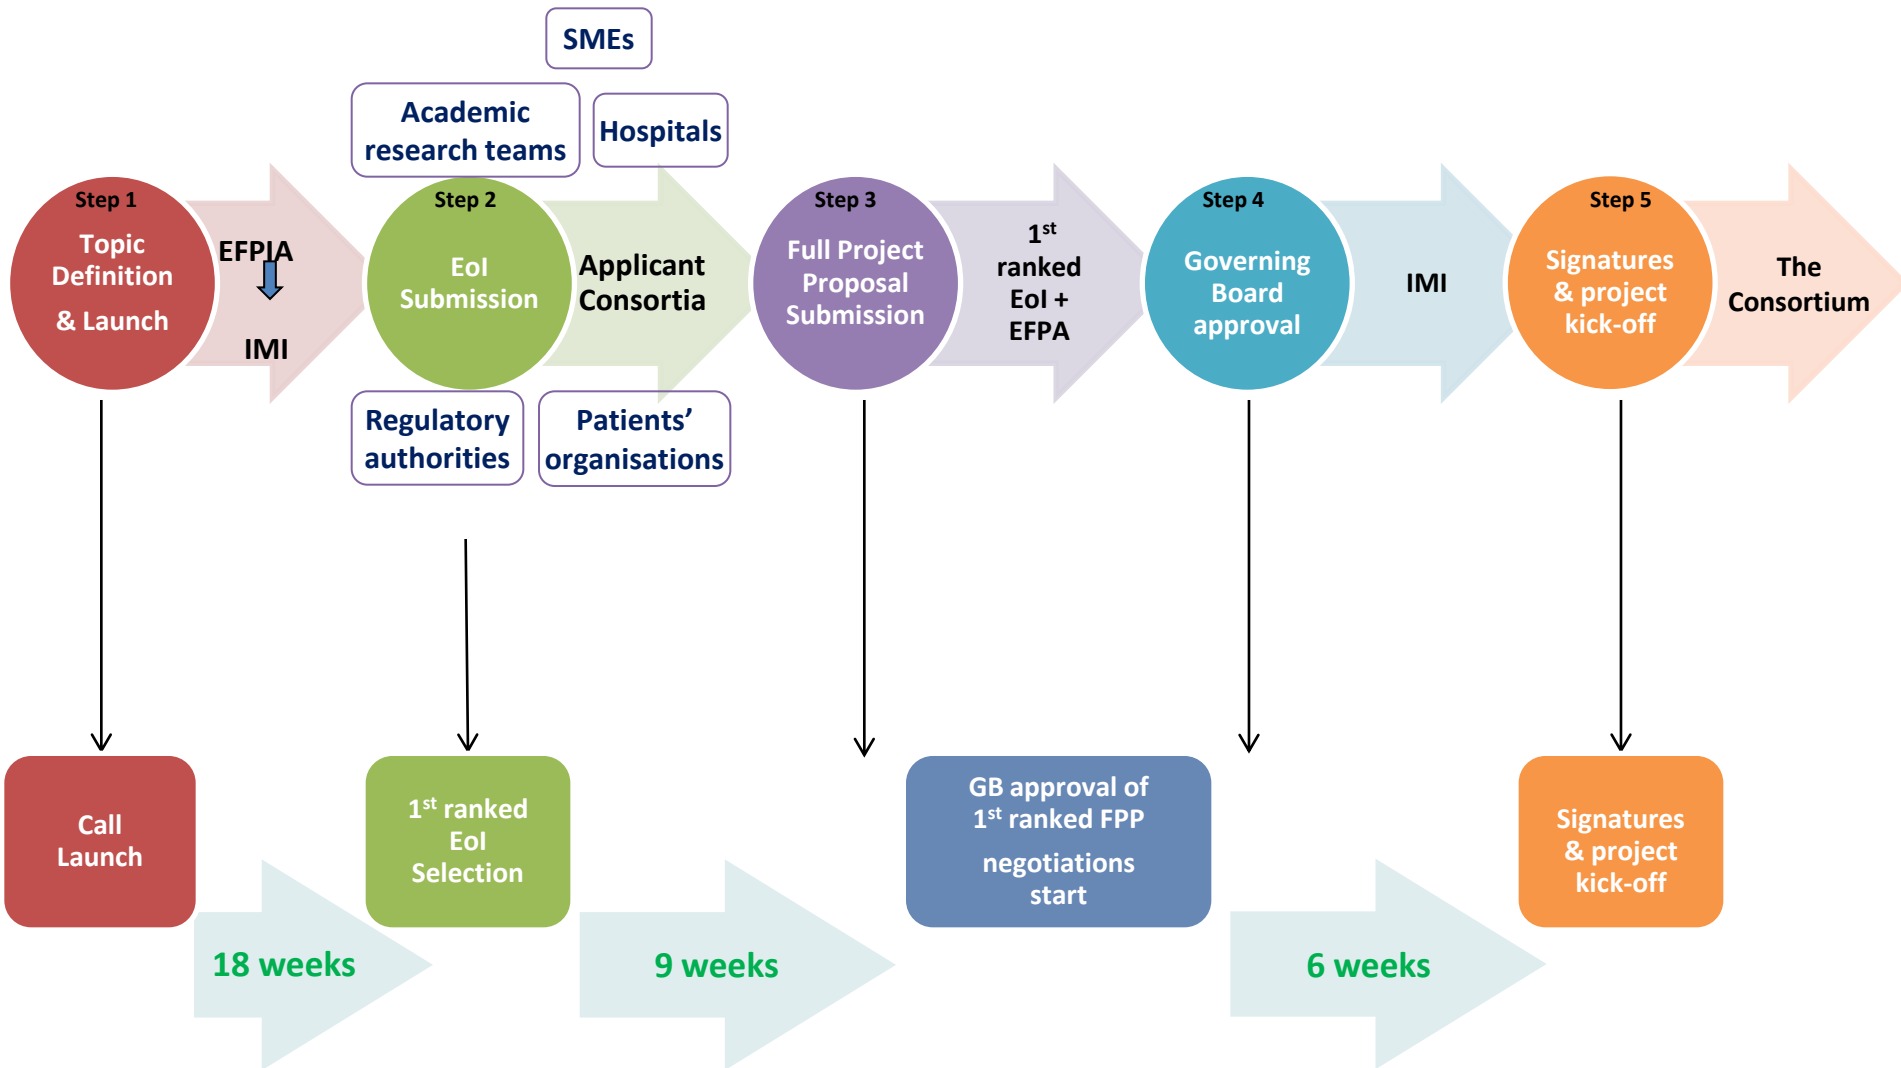 SMEs
Academic
research teams
Hospitals
Step 1
Topic
Definition
& Launch
EFPIA
IMI
Step 2
EoI
Submission
Applicant
Consortia
Step 3
Full Project
Proposal
Submission
1st
ranked
EoI +
EFPA
Step 4
Governing
Board
approval
IMI
Step 5
Signatures
& project
kick-off
The
Consortium
Regulatory
authorities
Patients’
organisations
Call
Launch
1st ranked
EoI
Selection
GB approval of
1st ranked FPP
negotiations
start
Signatures
& project
kick-off
18 weeks
9 weeks
6 weeks